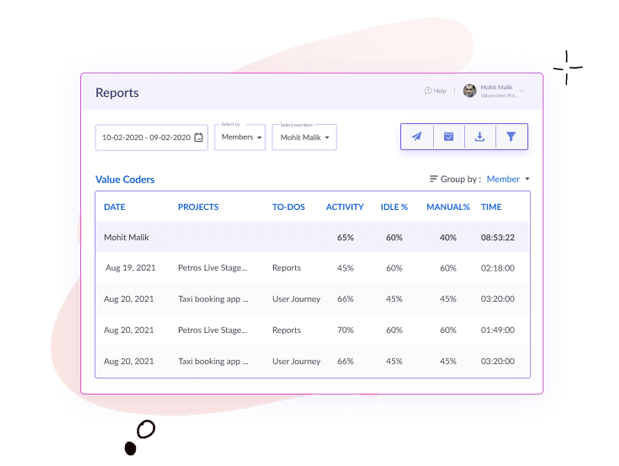 Reports
Help
Mohit Malik
Valuecoders Pvt...
Select by
Select members
10-02-2020 - 09-02-2020
Members
Mohit Malik
Value Coders
Group by : Member
DATE PROJECTS TO-DOS ACTIVITY IDLE % MANUAL% TIME
Mohit Malik 65% 60% 40% 08:53:22
Aug 19, 2021 Petros Live Stage... Reports 45% 60% 60% 02:18:00
Aug 20, 2021 Taxi booking app ... User Journey 66% 45% 45% 03:20:00
Aug 20, 2021 Petros Live Stage... Reports 70% 60% 60% 01:49:00
Aug 20, 2021 Taxi booking app ... User Journey 66% 45% 45% 03:20:00